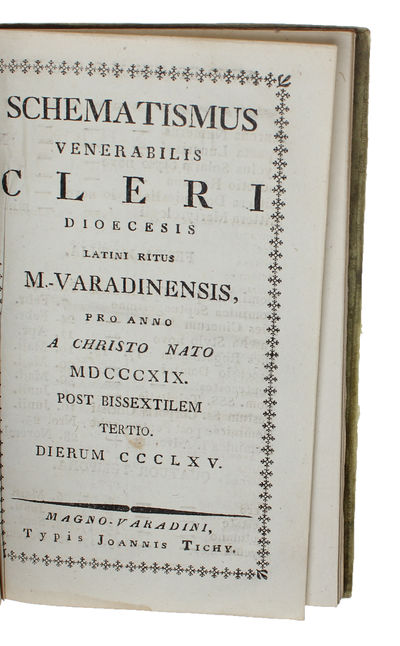 SCHEMATISMUS
VENERABILIS
CLERI
DIOECESIS
LATINI RITUS
M.-VARADINENSIS,
PRO ANNO
A CHRISTO NATO
MDCCCXIX.
POST BISSEXTILEM
TERTIO.
DIERUM CCCLXV.
MAGNO-VARADINI,
Typis JOANNIS TICHY.